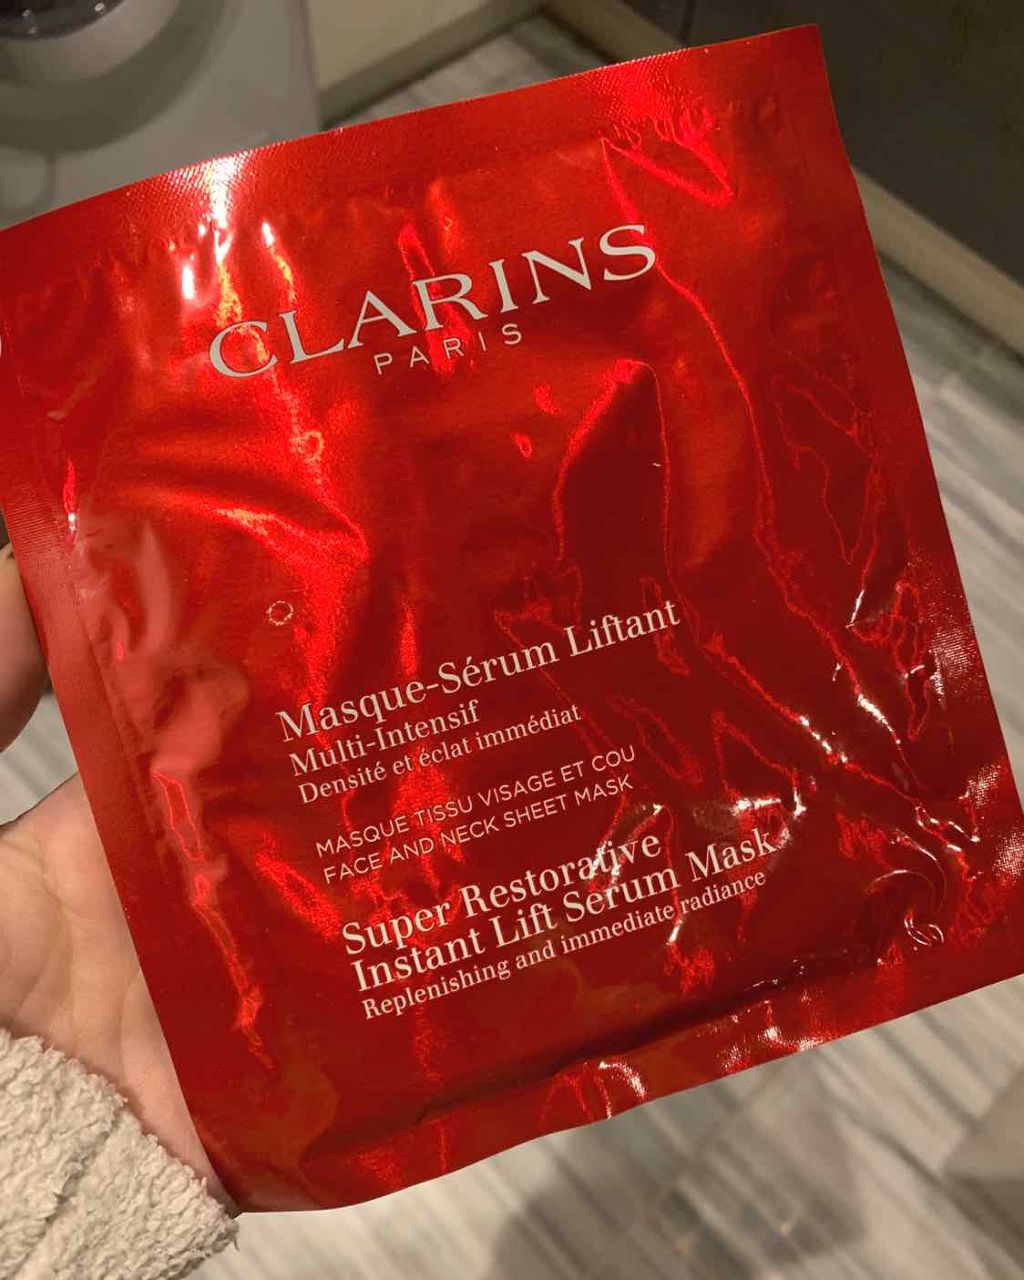 CLARINS
PARIS
Masque-Sérum Liftant
Multi-Intensif
Densité et éclat immédiat
MASQUE TISSU VISAGE ET COU
FACE AND NECK SHEET MASK
Super Restorative
Instant Lift Serum Mask
Replenishing and immediate radiance